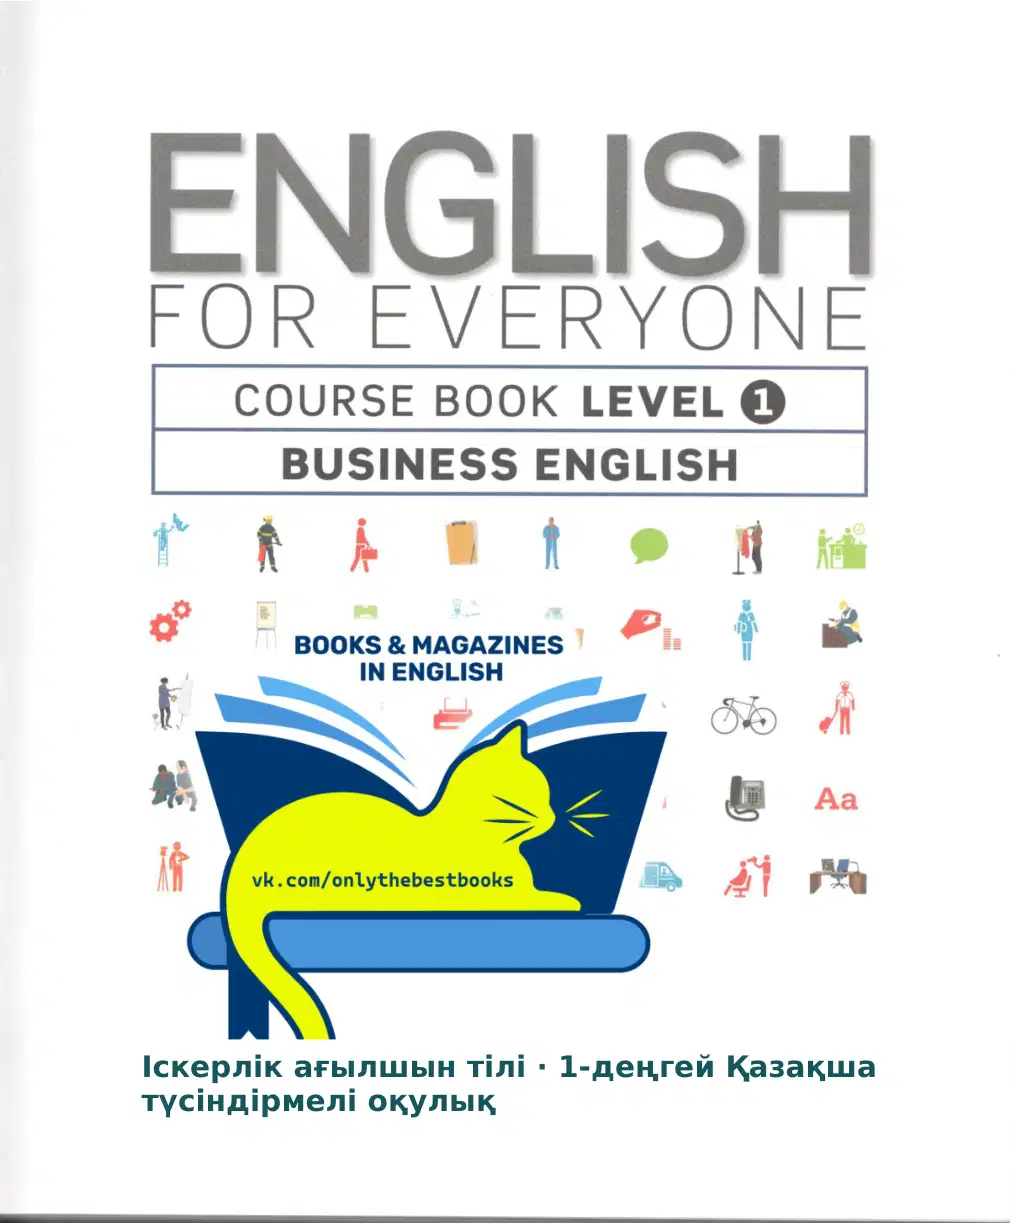 ENGLISH
FOR EVERYONE
COURSE BOOK LEVEL 1
BUSINESS ENGLISH
BOOKS & MAGAZINES
IN ENGLISH
Aa
vk.com/onlythebestbooks
Іскерлік ағылшын тілі · 1-деңгей Қазақша
түсіндірмелі оқулық